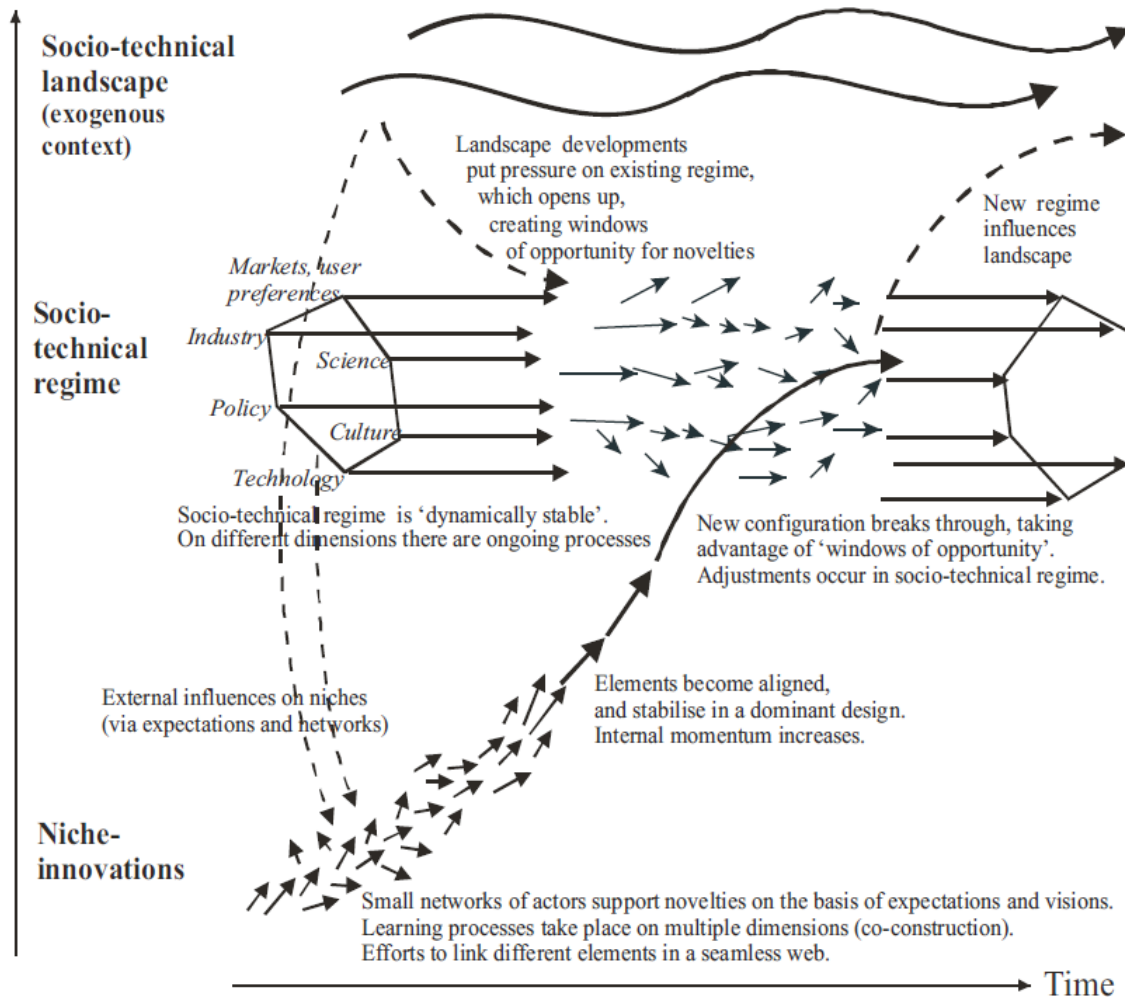 Socio-technical
landscape
(exogenous
context)
Landscape developments
put pressure on existing regime,
which opens up,
creating windows
of opportunity for novelties
New regime
influences
landscape
Markets, user
preferences
Socio-
technical
regime
Industry
Science
Policy
Culture
Technology
Socio-technical regime is ‘dynamically stable’.
On different dimensions there are ongoing processes
New configuration breaks through, taking
advantage of ‘windows of opportunity’.
Adjustments occur in socio-technical regime.
External influences on niches
(via expectations and networks)
Elements become aligned,
and stabilise in a dominant design.
Internal momentum increases.
Niche-
innovations
Small networks of actors support novelties on the basis of expectations and visions.
Learning processes take place on multiple dimensions (co-construction).
Efforts to link different elements in a seamless web.
Time